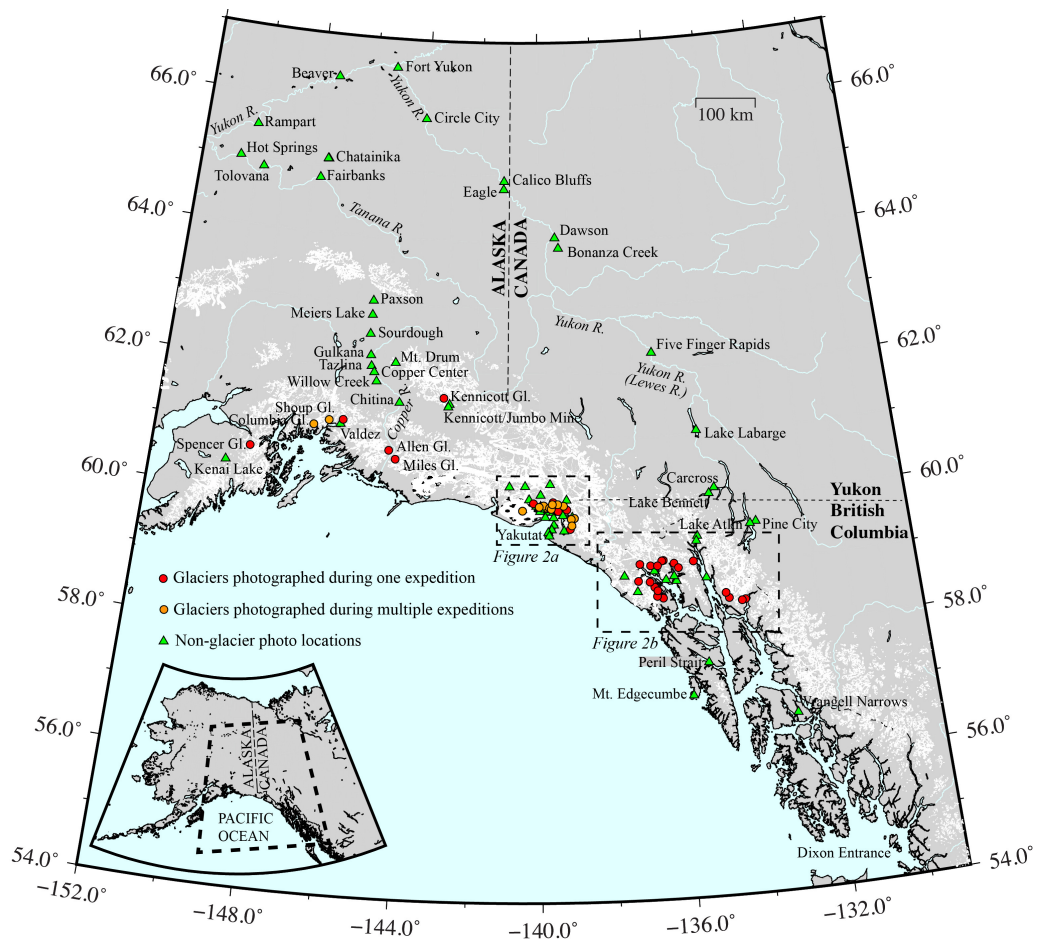 66.0°
66.0°
Beaver
Fort Yukon
Yukon R.
100 km
Yukon R.
Rampart
Circle City
Hot Springs
Chatainika
Tolovana
Fairbanks
Calico Bluffs
Eagle
64.0°
64.0°
Tanana R.
ALASKA
CANADA
Dawson
Bonanza Creek
Paxson
Meiers Lake
Yukon R.
62.0°
62.0°
Sourdough
Five Finger Rapids
Gulkana
Mt. Drum
Tazlina
Copper Center
Willow Creek
Yukon R.
(Lewes R.)
Chitina
Copper R.
Kennicott Gl.
Kennicott/Jumbo Mine
Shoup Gl.
Columbia Gl.
Valdez
Lake Labarge
Spencer Gl.
Allen Gl.
Miles Gl.
Kenai Lake
60.0°
60.0°
Carcross
Lake Bennett
Yukon
British
Columbia
Lake Atlin
Pine City
Yakutat
Figure 2a
Glaciers photographed during one expedition
Glaciers photographed during multiple expeditions
Non-glacier photo locations
58.0°
58.0°
Figure 2b
Peril Strait
Mt. Edgecumbe
Wrangell Narrows
56.0°
56.0°
ALASKA
CANADA
PACIFIC
OCEAN
Dixon Entrance
54.0°
54.0°
−152.0°
−148.0°
−144.0°
−140.0°
−136.0°
−132.0°